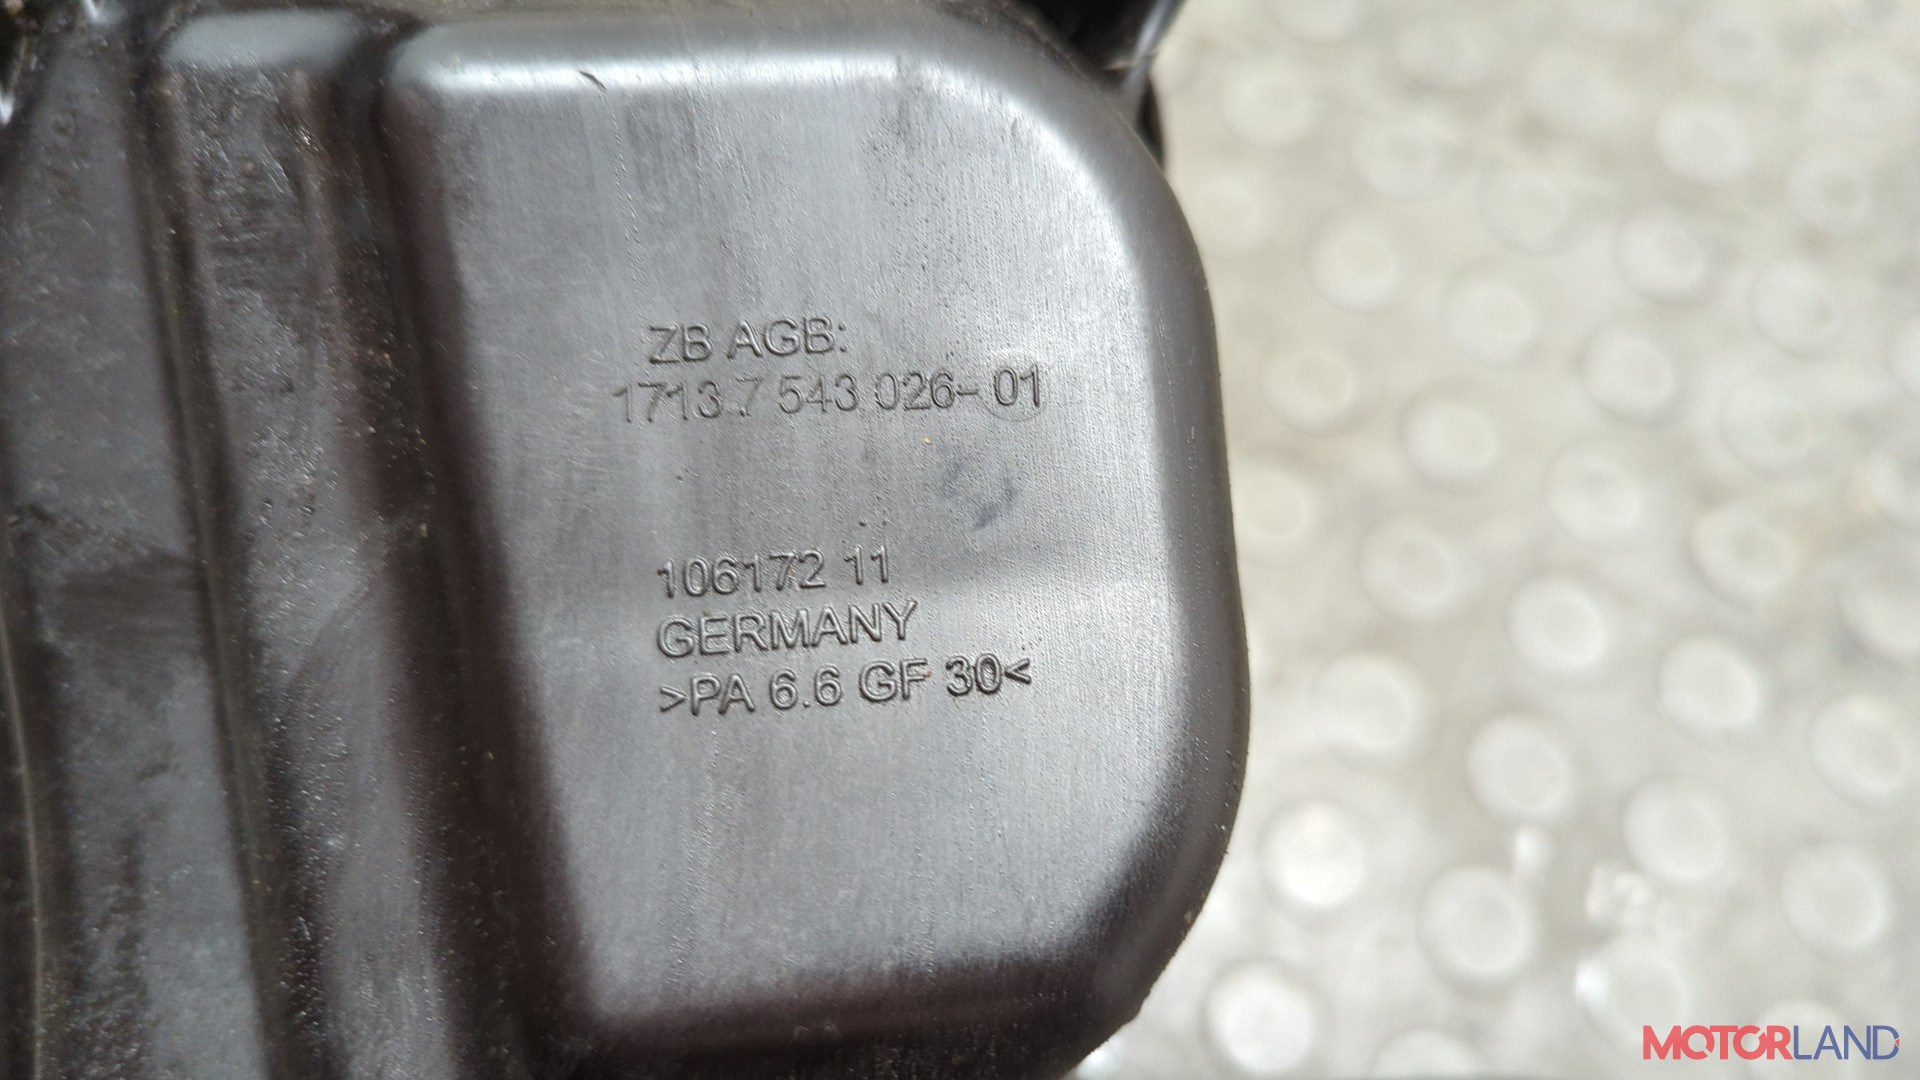 ZB AGB:
1713 7 543 026-01
106172 11
GERMANY
>PA 6.6 GF 30<
MOTORLAND